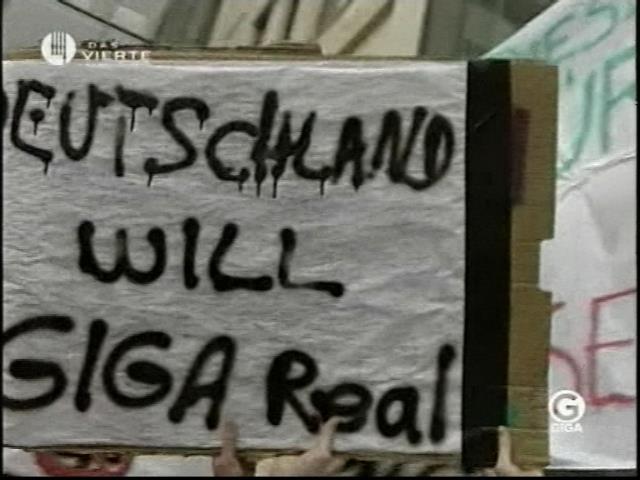 DAS
VIERTE
DEUTSCHLAND
WILL
GIGA Real
G
GIGA